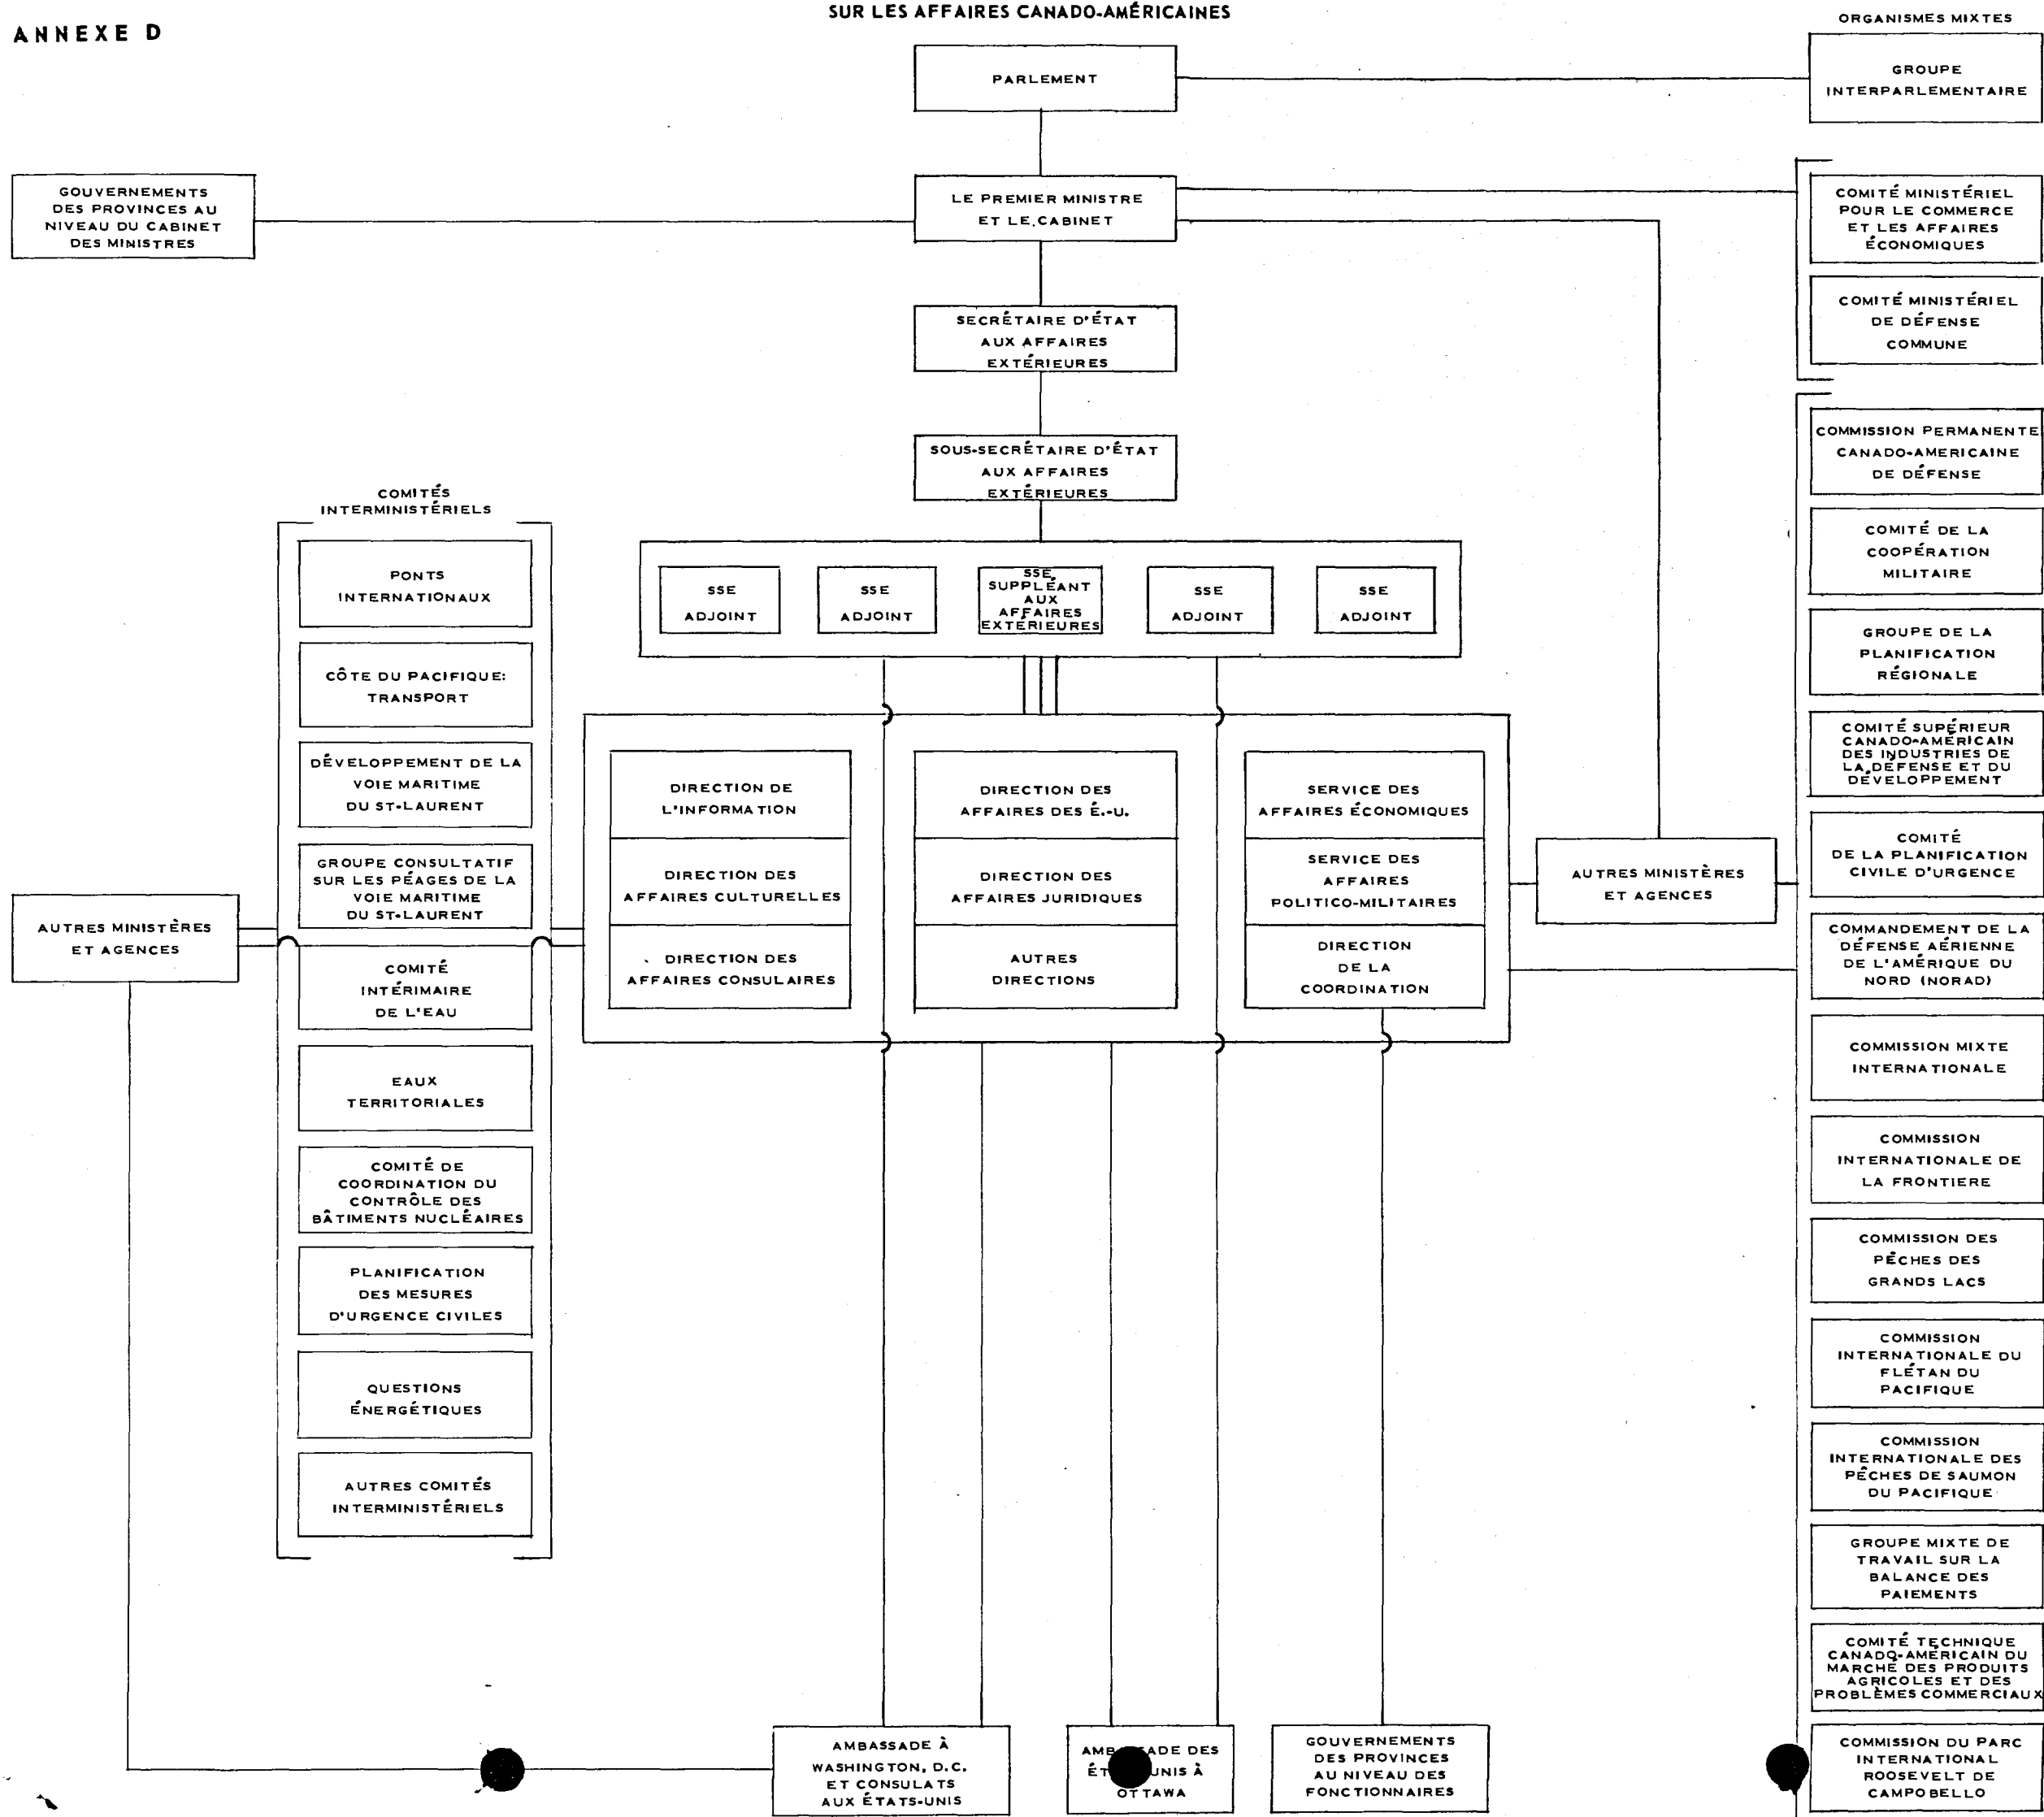 SUR LES AFFAIRES CANADO-AMÉRICAINES
ANNEXE D
ORGANISMES MIXTES
PARLEMENT
GROUPE
INTERPARLEMENTAIRE
GOUVERNEMENTS
DES PROVINCES AU
NIVEAU DU CABINET
DES MINISTRES
LE PREMIER MINISTRE
ET LE CABINET
COMITÉ MINISTÉRIEL
POUR LE COMMERCE
ET LES AFFAIRES
ÉCONOMIQUES
COMITÉ MINISTÉRIEL
DE DÉFENSE
COMMUNE
SECRÉTAIRE D'ÉTAT
AUX AFFAIRES
EXTÉRIEURES
SOUS-SECRÉTAIRE D'ÉTAT
AUX AFFAIRES
EXTÉRIEURES
SSE
ADJOINT
SSE
ADJOINT
SSE
SUPPLÉANT
AUX
AFFAIRES
EXTÉRIEURES
SSE
ADJOINT
SSE
ADJOINT
COMITÉS
INTERMINISTÉRIELS
PONTS
INTERNATIONAUX
CÔTE DU PACIFIQUE:
TRANSPORT
DÉVELOPPEMENT DE LA
VOIE MARITIME
DU ST-LAURENT
GROUPE CONSULTATIF
SUR LES PÉAGES DE LA
VOIE MARITIME
DU ST-LAURENT
COMITÉ
INTÉRIMAIRE
DE L'EAU
EAUX
TERRITORIALES
COMITÉ DE
COORDINATION DU
CONTRÔLE DES
BÂTIMENTS NUCLÉAIRES
PLANIFICATION
DES MESURES
D'URGENCE CIVILES
QUESTIONS
ÉNERGÉTIQUES
AUTRES COMITÉS
INTERMINISTÉRIELS
AUTRES MINISTÈRES
ET AGENCES
DIRECTION DE
L'INFORMATION
DIRECTION DES
AFFAIRES CULTURELLES
DIRECTION DES
AFFAIRES CONSULAIRES
DIRECTION DES
AFFAIRES DES É.-U.
DIRECTION DES
AFFAIRES JURIDIQUES
AUTRES
DIRECTIONS
SERVICE DES
AFFAIRES ÉCONOMIQUES
SERVICE DES
AFFAIRES
POLITICO-MILITAIRES
DIRECTION
DE LA
COORDINATION
AUTRES MINISTÈRES
ET AGENCES
COMMISSION PERMANENTE
CANADO-AMERICAINE
DE DÉFENSE
COMITÉ DE LA
COOPÉRATION
MILITAIRE
GROUPE DE LA
PLANIFICATION
RÉGIONALE
COMITÉ SUPÉRIEUR
CANADO-AMÉRICAIN
DES INDUSTRIES DE
LA DÉFENSE ET DU
DÉVELOPPEMENT
COMITÉ
DE LA PLANIFICATION
CIVILE D'URGENCE
COMMANDEMENT DE LA
DÉFENSE AÉRIENNE
DE L'AMÉRIQUE DU
NORD (NORAD)
COMMISSION MIXTE
INTERNATIONALE
COMMISSION
INTERNATIONALE DE
LA FRONTIERE
COMMISSION DES
PÊCHES DES
GRANDS LACS
COMMISSION
INTERNATIONALE DU
FLÉTAN DU
PACIFIQUE
COMMISSION
INTERNATIONALE DES
PÊCHES DE SAUMON
DU PACIFIQUE
GROUPE MIXTE DE
TRAVAIL SUR LA
BALANCE DES
PAIEMENTS
COMITÉ TECHNIQUE
CANADO-AMÉRICAIN DU
MARCHÉ DES PRODUITS
AGRICOLES ET DES
PROBLÈMES COMMERCIAUX
COMMISSION DU PARC
INTERNATIONAL
ROOSEVELT DE
CAMPOBELLO
AMBASSADE À
WASHINGTON, D.C.
ET CONSULATS
AUX ÉTATS-UNIS
DES
À
OTTAWA
GOUVERNEMENTS
DES PROVINCES
AU NIVEAU DES
FONCTIONNAIRES